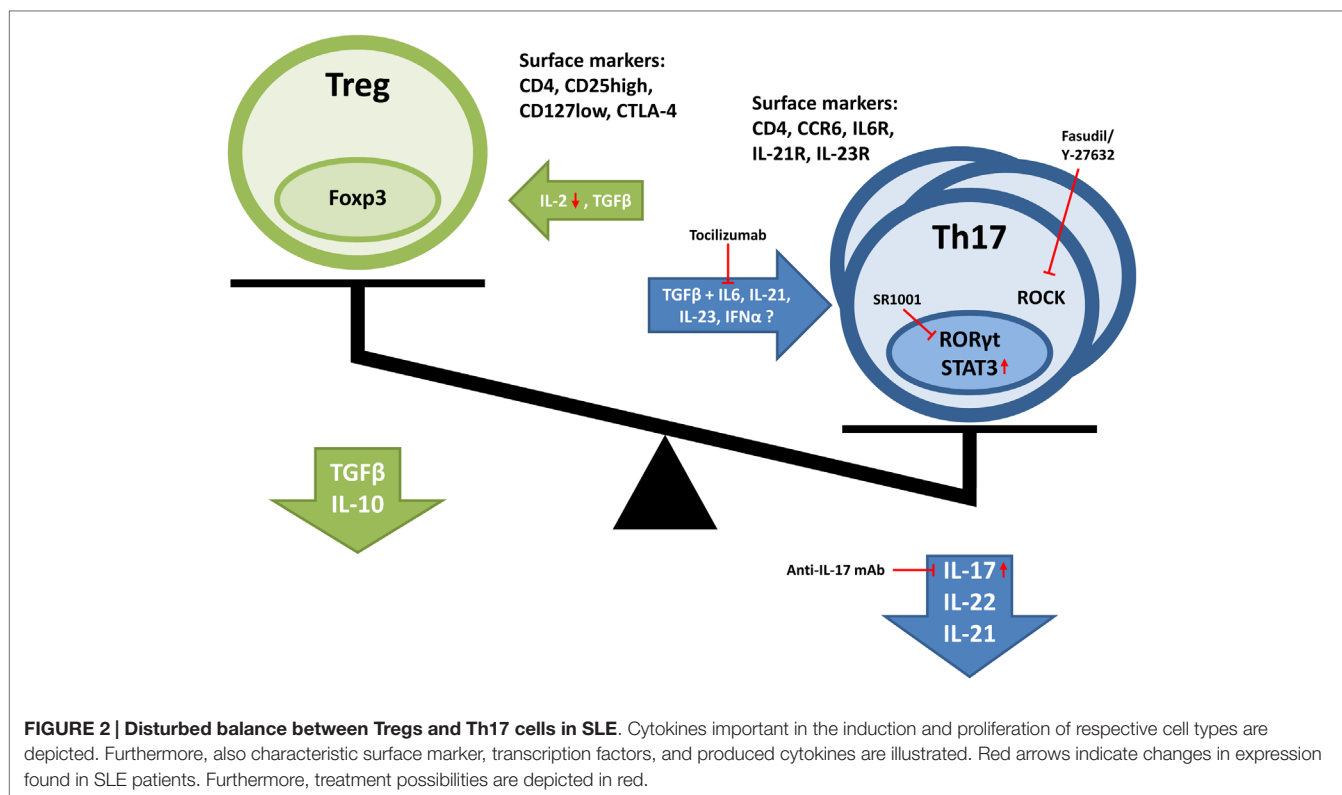 Treg
Foxp3
Surface markers:
CD4, CD25high,
CD127low, CTLA-4
IL-2 ↓, TGFβ
Surface markers:
CD4, CCR6, IL6R,
IL-21R, IL-23R
Fasudil/
Y-27632
Tocilizumab
TGFβ + IL6, IL-21,
IL-23, IFNα ?
Th17
ROCK
SR1001
RORγt
STAT3↑
TGFβ
IL-10
Anti-IL-17 mAb
IL-17↑
IL-22
IL-21
FIGURE 2 | Disturbed balance between Tregs and Th17 cells in SLE. Cytokines important in the induction and proliferation of respective cell types are
depicted. Furthermore, also characteristic surface marker, transcription factors, and produced cytokines are illustrated. Red arrows indicate changes in expression
found in SLE patients. Furthermore, treatment possibilities are depicted in red.